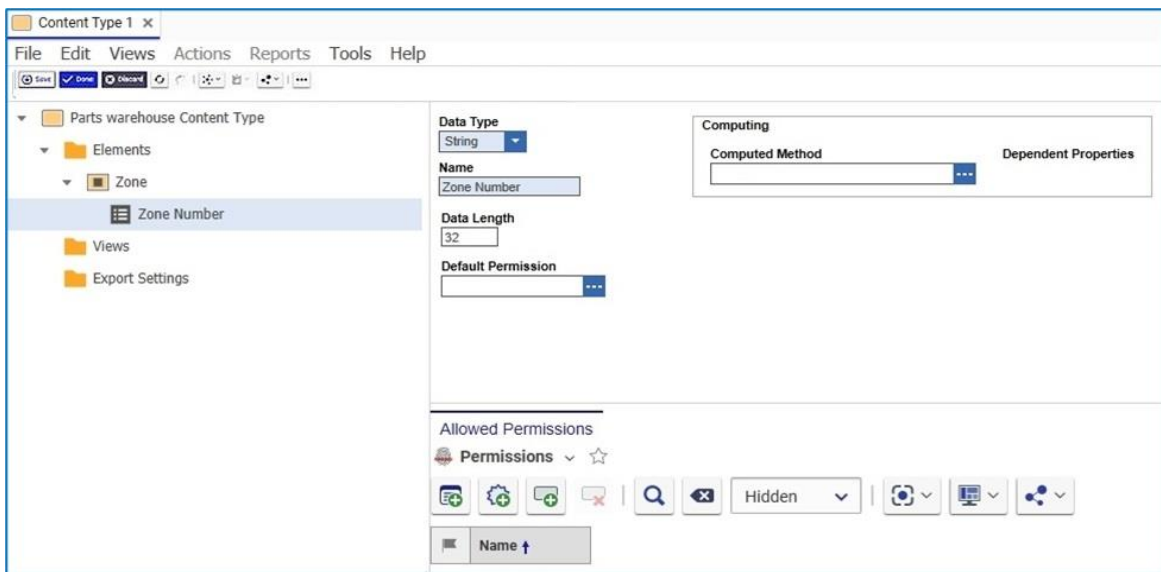 Content Type 1
File Edit Views Actions Reports Tools Help
Save Done Discard
Parts warehouse Content Type
Elements
Zone
Zone Number
Views
Export Settings
Data Type
String
Name
Zone Number
Data Length
32
Default Permission
Computing
Computed Method Dependent Properties
Allowed Permissions
Permissions
Hidden
Name